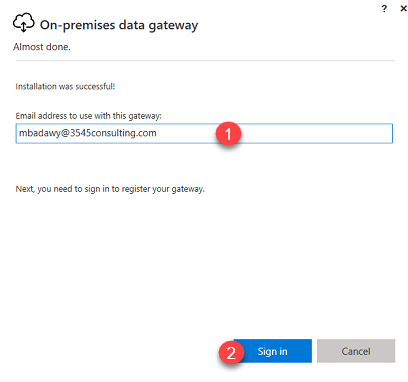 ? ×
On-premises data gateway
Almost done.
Installation was successful!
Email address to use with this gateway:
mbadawy@3545consulting.com
1
Next, you need to sign in to register your gateway.
2
Sign in
Cancel